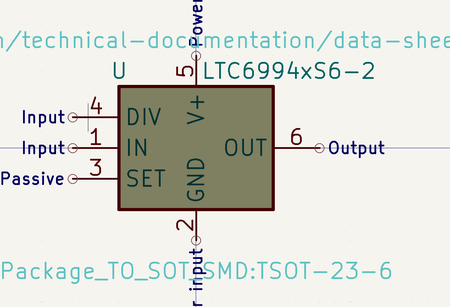 Power
n/technical-documentation/data-shee
U LTC6994xS6-2
5
Input 4 DIV V+
Input 1 IN OUT 6 Output
Passive 3 SET GND
2
Package_TO_SOT_SMD:TSOT-23-6
r input